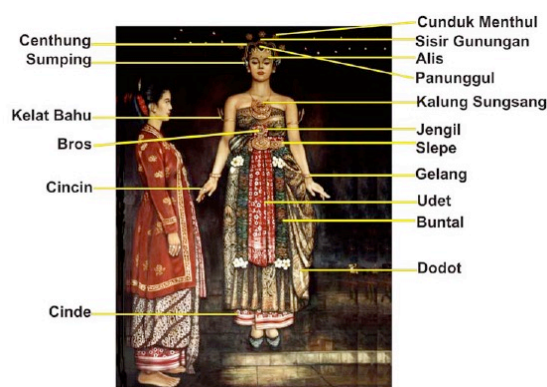 Centhung
Sumping
Kelat Bahu
Bros
Cincin
Cinde
Cunduk Menthul
Sisir Gunungan
Alis
Panunggul
Kalung Sungsang
Jengil
Slepe
Gelang
Udet
Buntal
Dodot